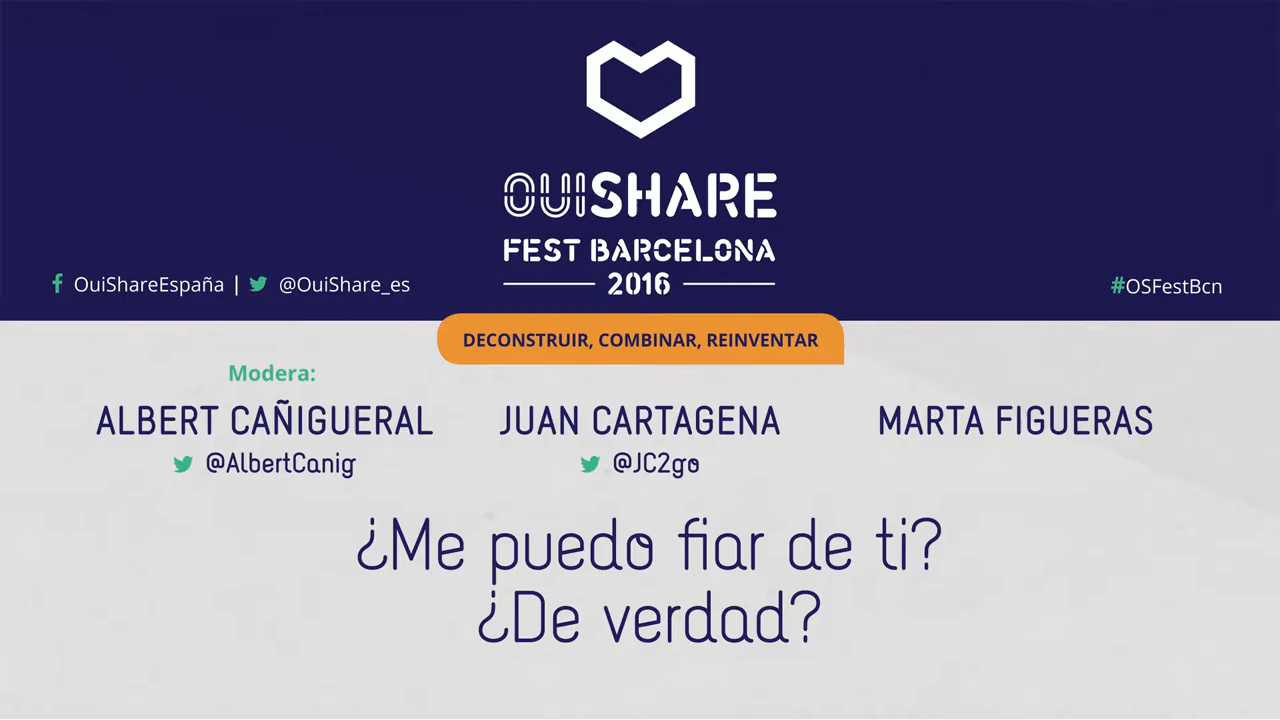 OUISHARE
FEST BARCELONA
2016
OuiShareEspaña | @OuiShare_es
#OSFestBcn
DECONSTRUIR, COMBINAR, REINVENTAR
Modera:
ALBERT CAÑIGUERAL
@AlbertCanig
JUAN CARTAGENA
@JC2go
MARTA FIGUERAS
¿Me puedo fiar de ti?
¿De verdad?